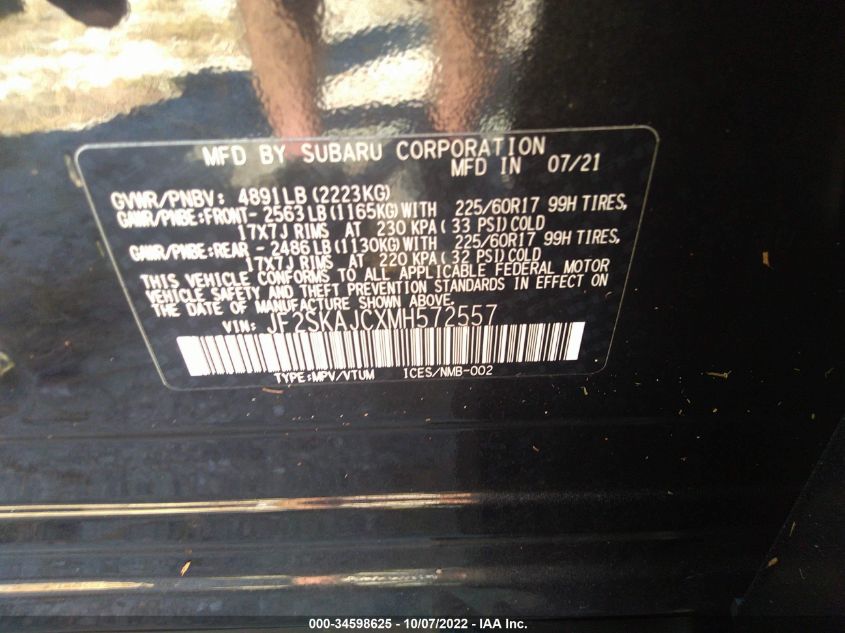 MFD BY SUBARU CORPORATION
MFD IN 07/21
GVWR/PNBV: 4891LB (2223KG)
GAWR/PNBE:FRONT- 2563LB (1165KG) WITH 225/60R17 99H TIRES,
17X7J RIMS AT 230 KPA ( 33 PSI) COLD
GAWR/PNBE:REAR - 2486LB (1130KG) WITH 225/60R17 99H TIRES,
17X7J RIMS AT 220 KPA ( 32 PSI) COLD
THIS VEHICLE CONFORMS TO ALL APPLICABLE FEDERAL MOTOR
VEHICLE SAFETY AND THEFT PREVENTION STANDARDS IN EFFECT ON
THE DATE OF MANUFACTURE SHOWN ABOVE.
VIN: JF2SKAJCXMH572557
TYPE:MPV/VTUM ICES/NMB-002
000-34598625 - 10/07/2022 - IAA Inc.